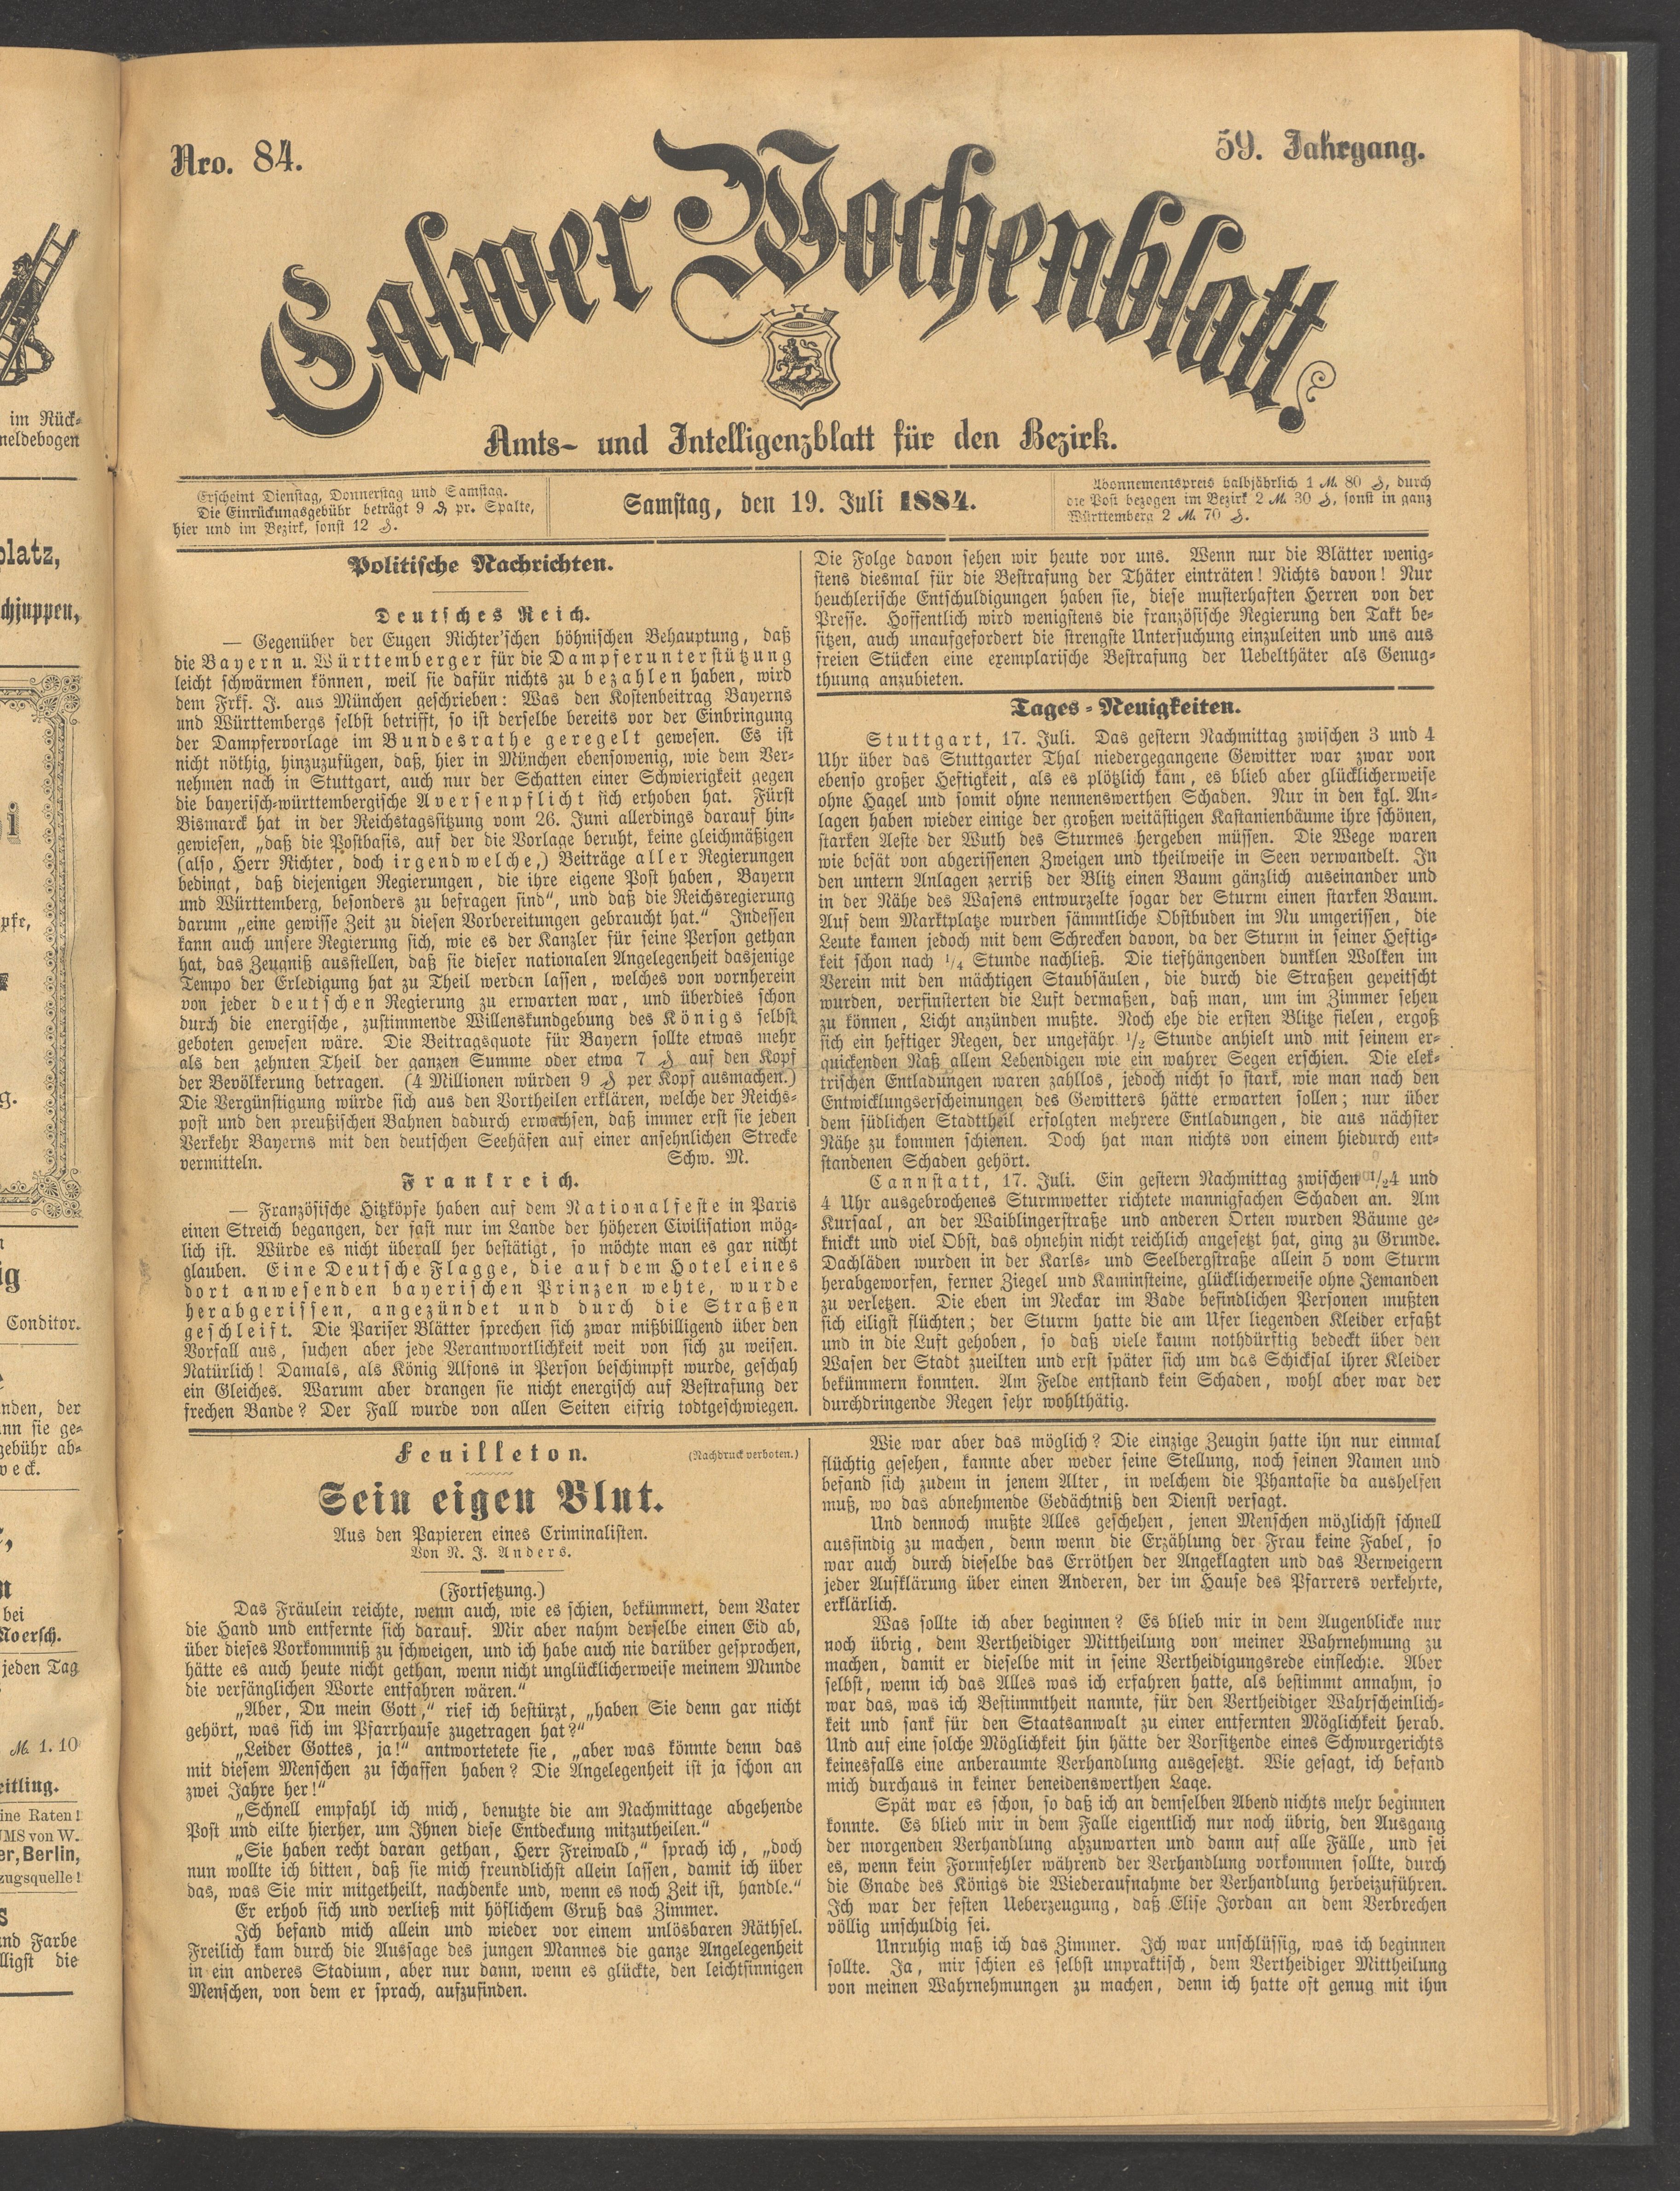 Nro. 84.
59. Jahrgang.
Calwer Wochenblatt.
Amts- und Intelligenzblatt für den Bezirk.
Erscheint Dienstag, Donnerstag und Samstag.
Die Einrückungsgebühr beträgt 9 ₰ pr. Spalte,
hier und im Bezirk, sonst 12 ₰.
Samstag, den 19. Juli 1884.
Abonnementspreis halbjährlich 1 ℳ 80 ₰, durch
die Post bezogen im Bezirk 2 ℳ 30 ₰, sonst in ganz
Württemberg 2 ℳ 70 ₰.
Politische Nachrichten.
Deutsches Reich.
— Gegenüber der Eugen Richter'schen höhnischen Behauptung, daß
die Bayern u. Württemberger für die Dampferunterstützung
leicht schwärmen können, weil sie dafür nichts zu bezahlen haben, wird
dem Frkf. J. aus München geschrieben: Was den Kostenbeitrag Bayerns
und Württembergs selbst betrifft, so ist derselbe bereits vor der Einbringung
der Dampfervorlage im Bundesrathe geregelt gewesen. Es ist
nicht nöthig, hinzuzufügen, daß, hier in München ebensowenig, wie dem Ver-
nehmen nach in Stuttgart, auch nur der Schatten einer Schwierigkeit gegen
die bayerisch-württembergische Aversenpflicht sich erhoben hat. Fürst
Bismarck hat in der Reichstagssitzung vom 26. Juni allerdings darauf hin-
gewiesen, „daß die Postbasis, auf der die Vorlage beruht, keine gleichmäßigen
(also, Herr Richter, doch irgendwelche,) Beiträge aller Regierungen
bedingt, daß diejenigen Regierungen, die ihre eigene Post haben, Bayern
und Württemberg, besonders zu befragen sind“, und daß die Reichsregierung
darum „eine gewisse Zeit zu diesen Vorbereitungen gebraucht hat.“ Indessen
kann auch unsere Regierung sich, wie es der Kanzler für seine Person gethan
hat, das Zeugniß ausstellen, daß sie dieser nationalen Angelegenheit dasjenige
Tempo der Erledigung hat zu Theil werden lassen, welches von vornherein
von jeder deutschen Regierung zu erwarten war, und überdies schon
durch die energische, zustimmende Willenskundgebung des Königs selbst
geboten gewesen wäre. Die Beitragsquote für Bayern sollte etwas mehr
als den zehnten Theil der ganzen Summe oder etwa 7 ₰ auf den Kopf
der Bevölkerung betragen. (4 Millionen würden 9 ₰ per Kopf ausmachen.)
Die Vergünstigung würde sich aus den Vortheilen erklären, welche der Reichs-
post und den preußischen Bahnen dadurch erwachsen, daß immer erst sie jeden
Verkehr Bayerns mit den deutschen Seehäfen auf einer ansehnlichen Strecke
vermitteln. Schw. M.
Frankreich.
— Französische Hitzköpfe haben auf dem Nationalfeste in Paris
einen Streich begangen, der fast nur im Lande der höheren Civilisation mög-
lich ist. Würde es nicht überall her bestätigt, so möchte man es gar nicht
glauben. Eine Deutsche Flagge, die auf dem Hotel eines
dort anwesenden bayerischen Prinzen wehte, wurde
herabgerissen, angezündet und durch die Straßen
geschleift. Die Pariser Blätter sprechen sich zwar mißbilligend über den
Vorfall aus, suchen aber jede Verantwortlichkeit weit von sich zu weisen.
Natürlich! Damals, als König Alfons in Person beschimpft wurde, geschah
ein Gleiches. Warum aber drangen sie nicht energisch auf Bestrafung der
frechen Bande? Der Fall wurde von allen Seiten eifrig todtgeschwiegen.
Die Folge davon sehen wir heute vor uns. Wenn nur die Blätter wenig-
stens diesmal für die Bestrafung der Thäter einträten! Nichts davon! Nur
heuchlerische Entschuldigungen haben sie, diese musterhaften Herren von der
Presse. Hoffentlich wird wenigstens die französische Regierung den Takt be-
sitzen, auch unaufgefordert die strengste Untersuchung einzuleiten und uns aus
freien Stücken eine exemplarische Bestrafung der Uebelthäter als Genug-
thuung anzubieten.
Tages-Neuigkeiten.
Stuttgart, 17. Juli. Das gestern Nachmittag zwischen 3 und 4
Uhr über das Stuttgarter Thal niedergegangene Gewitter war zwar von
ebenso großer Heftigkeit, als es plötzlich kam, es blieb aber glücklicherweise
ohne Hagel und somit ohne nennenswerthen Schaden. Nur in den kgl. An-
lagen haben wieder einige der großen weitästigen Kastanienbäume ihre schönen,
starken Aeste der Wuth des Sturmes hergeben müssen. Die Wege waren
wie besät von abgerissenen Zweigen und theilweise in Seen verwandelt. In
den untern Anlagen zerriß der Blitz einen Baum gänzlich auseinander und
in der Nähe des Wasens entwurzelte sogar der Sturm einen starken Baum.
Auf dem Marktplatze wurden sämmtliche Obstbuden im Nu umgerissen, die
Leute kamen jedoch mit dem Schrecken davon, da der Sturm in seiner Heftig-
keit schon nach 1/4 Stunde nachließ. Die tiefhängenden dunklen Wolken im
Verein mit den mächtigen Staubsäulen, die durch die Straßen gepeitscht
wurden, verfinsterten die Luft dermaßen, daß man, um im Zimmer sehen
zu können, Licht anzünden mußte. Noch ehe die ersten Blitze fielen, ergoß
sich ein heftiger Regen, der ungefähr 1/2 Stunde anhielt und mit seinem er-
quickenden Naß allem Lebendigen wie ein wahrer Segen erschien. Die elek-
trischen Entladungen waren zahllos, jedoch nicht so stark, wie man nach den
Entwicklungserscheinungen des Gewitters hätte erwarten sollen; nur über
dem südlichen Stadttheil erfolgten mehrere Entladungen, die aus nächster
Nähe zu kommen schienen. Doch hat man nichts von einem hiedurch ent-
standenen Schaden gehört.
Cannstatt, 17. Juli. Ein gestern Nachmittag zwischen 1/24 und
4 Uhr ausgebrochenes Sturmwetter richtete mannigfachen Schaden an. Am
Kursaal, an der Waiblingerstraße und anderen Orten wurden Bäume ge-
knickt und viel Obst, das ohnehin nicht reichlich angesetzt hat, ging zu Grunde.
Dachläden wurden in der Karls- und Seelbergstraße allein 5 vom Sturm
herabgeworfen, ferner Ziegel und Kaminsteine, glücklicherweise ohne Jemanden
zu verletzen. Die eben im Neckar im Bade befindlichen Personen mußten
sich eiligst flüchten; der Sturm hatte die am Ufer liegenden Kleider erfaßt
und in die Luft gehoben, so daß viele kaum nothdürftig bedeckt über den
Wasen der Stadt zueilten und erst später sich um das Schicksal ihrer Kleider
bekümmern konnten. Am Felde entstand kein Schaden, wohl aber war der
durchdringende Regen sehr wohlthätig.
Feuilleton. (Nachdruck verboten.)
Sein eigen Blut.
Aus den Papieren eines Criminalisten.
Von N. J. Anders.
(Fortsetzung.)
Das Fräulein reichte, wenn auch, wie es schien, bekümmert, dem Vater
die Hand und entfernte sich darauf. Mir aber nahm derselbe einen Eid ab,
über dieses Vorkommniß zu schweigen, und ich habe auch nie darüber gesprochen,
hätte es auch heute nicht gethan, wenn nicht unglücklicherweise meinem Munde
die verfänglichen Worte entfahren wären.“
„Aber, Du mein Gott,“ rief ich bestürzt, „haben Sie denn gar nicht
gehört, was sich im Pfarrhause zugetragen hat?“
„Leider Gottes, ja!“ antwortetete sie, „aber was könnte denn das
mit diesem Menschen zu schaffen haben? Die Angelegenheit ist ja schon an
zwei Jahre her!“
„Schnell empfahl ich mich, benutzte die am Nachmittage abgehende
Post und eilte hierher, um Ihnen diese Entdeckung mitzutheilen.“
„Sie haben recht daran gethan, Herr Freiwald,“ sprach ich, „doch
nun wollte ich bitten, daß sie mich freundlichst allein lassen, damit ich über
das, was Sie mir mitgetheilt, nachdenke und, wenn es noch Zeit ist, handle.“
Er erhob sich und verließ mit höflichem Gruß das Zimmer.
Ich befand mich allein und wieder vor einem unlösbaren Räthsel.
Freilich kam durch die Aussage des jungen Mannes die ganze Angelegenheit
in ein anderes Stadium, aber nur dann, wenn es glückte, den leichtsinnigen
Menschen, von dem er sprach, aufzufinden.
Wie war aber das möglich? Die einzige Zeugin hatte ihn nur einmal
flüchtig gesehen, kannte aber weder seine Stellung, noch seinen Namen und
befand sich zudem in jenem Alter, in welchem die Phantasie da aushelfen
muß, wo das abnehmende Gedächtniß den Dienst versagt.
Und dennoch mußte Alles geschehen, jenen Menschen möglichst schnell
ausfindig zu machen, denn wenn die Erzählung der Frau keine Fabel, so
war auch durch dieselbe das Erröthen der Angeklagten und das Verweigern
jeder Aufklärung über einen Anderen, der im Hause des Pfarrers verkehrte,
erklärlich.
Was sollte ich aber beginnen? Es blieb mir in dem Augenblicke nur
noch übrig, dem Vertheidiger Mittheilung von meiner Wahrnehmung zu
machen, damit er dieselbe mit in seine Vertheidigungsrede einflechte. Aber
selbst, wenn ich das Alles was ich erfahren hatte, als bestimmt annahm, so
war das, was ich Bestimmtheit nannte, für den Vertheidiger Wahrscheinlich-
keit und sank für den Staatsanwalt zu einer entfernten Möglichkeit herab.
Und auf eine solche Möglichkeit hin hätte der Vorsitzende eines Schwurgerichts
keinesfalls eine anberaumte Verhandlung ausgesetzt. Wie gesagt, ich befand
mich durchaus in keiner beneidenswerthen Lage.
Spät war es schon, so daß ich an demselben Abend nichts mehr beginnen
konnte. Es blieb mir in dem Falle eigentlich nur noch übrig, den Ausgang
der morgenden Verhandlung abzuwarten und dann auf alle Fälle, und sei
es, wenn kein Formfehler während der Verhandlung vorkommen sollte, durch
die Gnade des Königs die Wiederaufnahme der Verhandlung herbeizuführen.
Ich war der festen Ueberzeugung, daß Elise Jordan an dem Verbrechen
völlig unschuldig sei.
Unruhig maß ich das Zimmer. Ich war unschlüssig, was ich beginnen
sollte. Ja, mir schien es selbst unpraktisch, dem Vertheidiger Mittheilung
von meinen Wahrnehmungen zu machen, denn ich hatte oft genug mit ihm
im Rück-
meldebogen
platz,
Conditor.
bei
jeden Tag
ℳ 1. 10
ine Raten!
UMS von W.
er, Berlin,
zugsquelle!
nd Farbe
lligst die